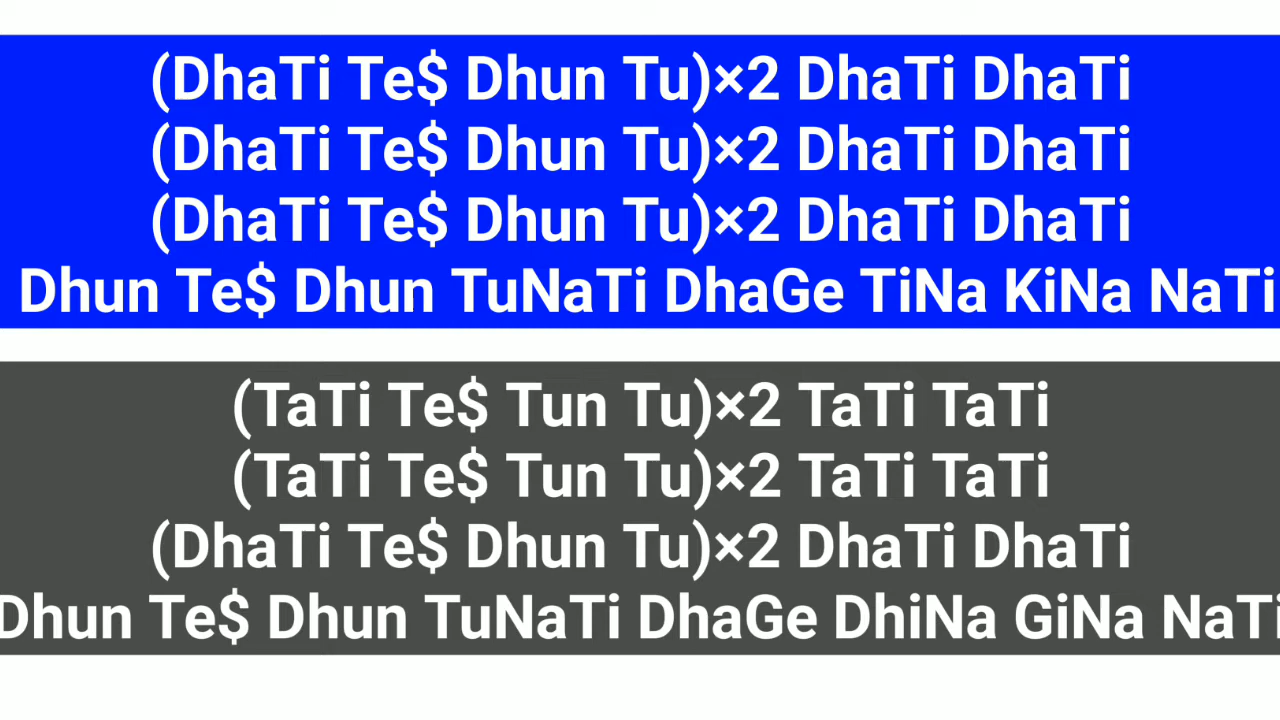 (DhaTi Te$ Dhun Tu)×2 DhaTi DhaTi
(DhaTi Te$ Dhun Tu)×2 DhaTi DhaTi
(DhaTi Te$ Dhun Tu)×2 DhaTi DhaTi
Dhun Te$ Dhun TuNaTi DhaGe TiNa KiNa NaTi
(TaTi Te$ Tun Tu)×2 TaTi TaTi
(TaTi Te$ Tun Tu)×2 TaTi TaTi
(DhaTi Te$ Dhun Tu)×2 DhaTi DhaTi
Dhun Te$ Dhun TuNaTi DhaGe DhiNa GiNa NaTi